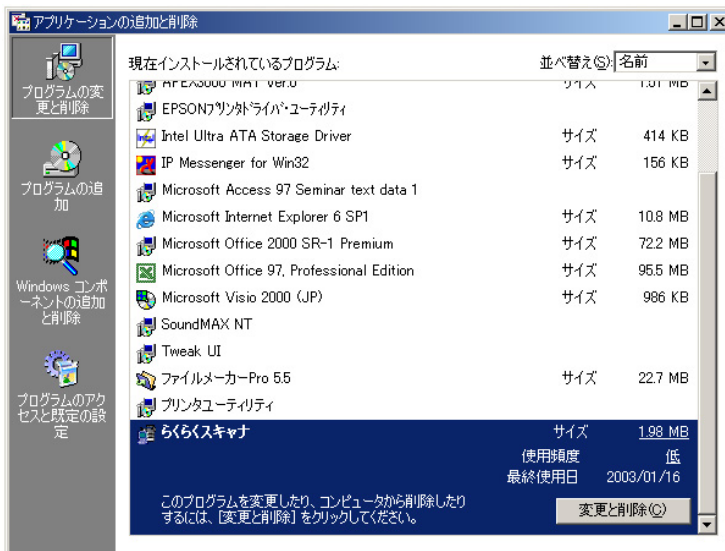 アプリケーションの追加と削除
プログラムの変
更と削除
プログラムの追
加
Windows コンポ
ーネントの追加
と削除
プログラムのアク
セスと既定の設
定
現在インストールされているプログラム:
並べ替え(S): 名前
サイズ 1.01 MB
EPSONプリンタドライバ・ユーティリティ
Intel Ultra ATA Storage Driver サイズ 414 KB
IP Messenger for Win32 サイズ 156 KB
Microsoft Access 97 Seminar text data 1
Microsoft Internet Explorer 6 SP1 サイズ 10.8 MB
Microsoft Office 2000 SR-1 Premium サイズ 72.2 MB
Microsoft Office 97, Professional Edition サイズ 95.5 MB
Microsoft Visio 2000 (JP) サイズ 986 KB
SoundMAX NT
Tweak UI
ファイルメーカーPro 5.5 サイズ 22.7 MB
プリンタユーティリティ
らくらくスキャナ サイズ 1.98 MB
使用頻度 低
最終使用日 2003/01/16
このプログラムを変更したり、コンピュータから削除したり
するには、[変更と削除] をクリックしてください。
変更と削除(C)